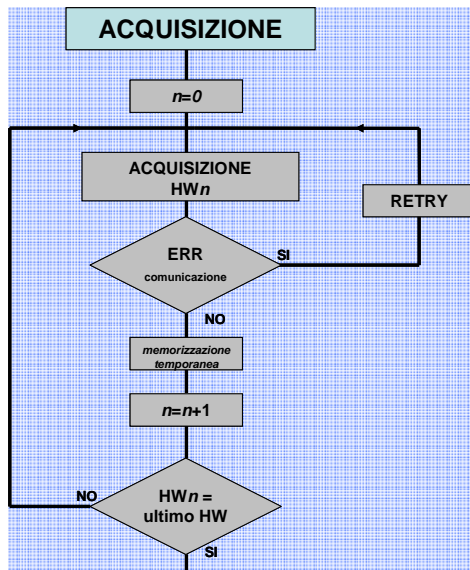 ACQUISIZIONE
n=0
ACQUISIZIONE
HWn
RETRY
ERR
comunicazione
SI
NO
memorizzazione
temporanea
n=n+1
HWn =
ultimo HW
NO
SI